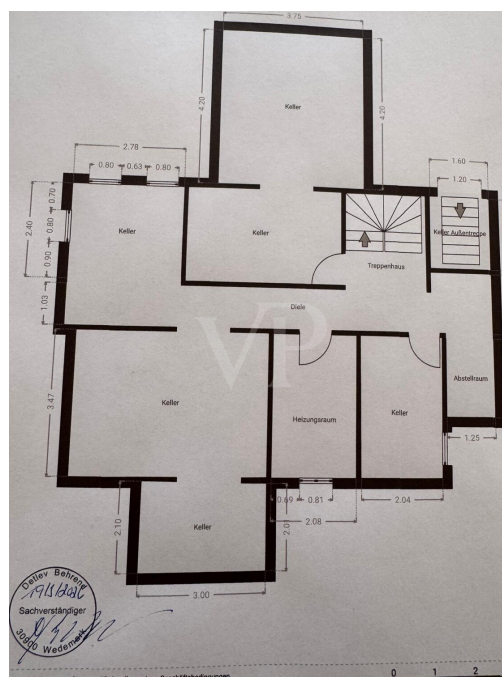 3.75
4.20
4.20
Keller
2.78
0.80
0.63
0.80
1.60
1.20
0.70
2.40
0.80
0.90
Keller
Keller
Keller Außentreppe
Treppenhaus
1.03
Diele
VP
3.47
Keller
Heizungsraum
Keller
Abstellraum
1.25
0.69
0.81
2.04
2.08
2.10
Keller
2.01
3.00
Detlev Behrend
Sachverständiger
30900 Wedemark
0 1 2